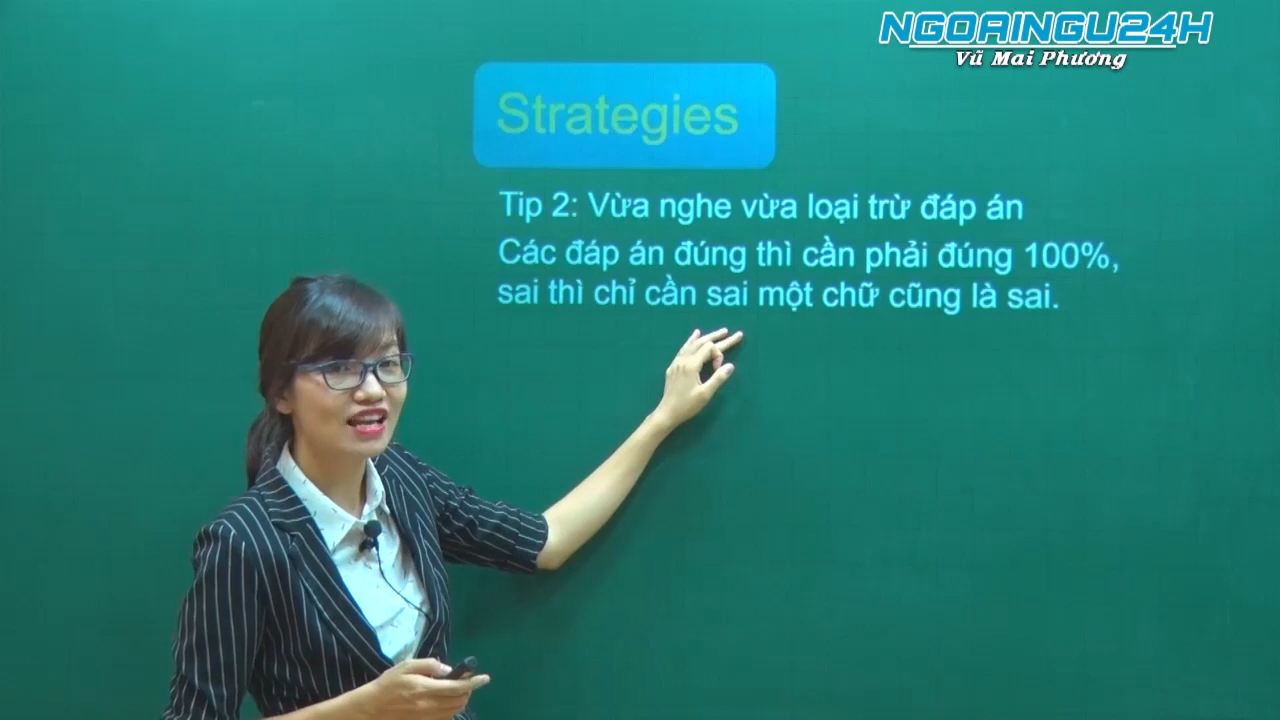 NGOAINGU24H
Vũ Mai Phương
Strategies
Tip 2: Vừa nghe vừa loại trừ đáp án
Các đáp án đúng thì cần phải đúng 100%,
sai thì chỉ cần sai một chữ cũng là sai.